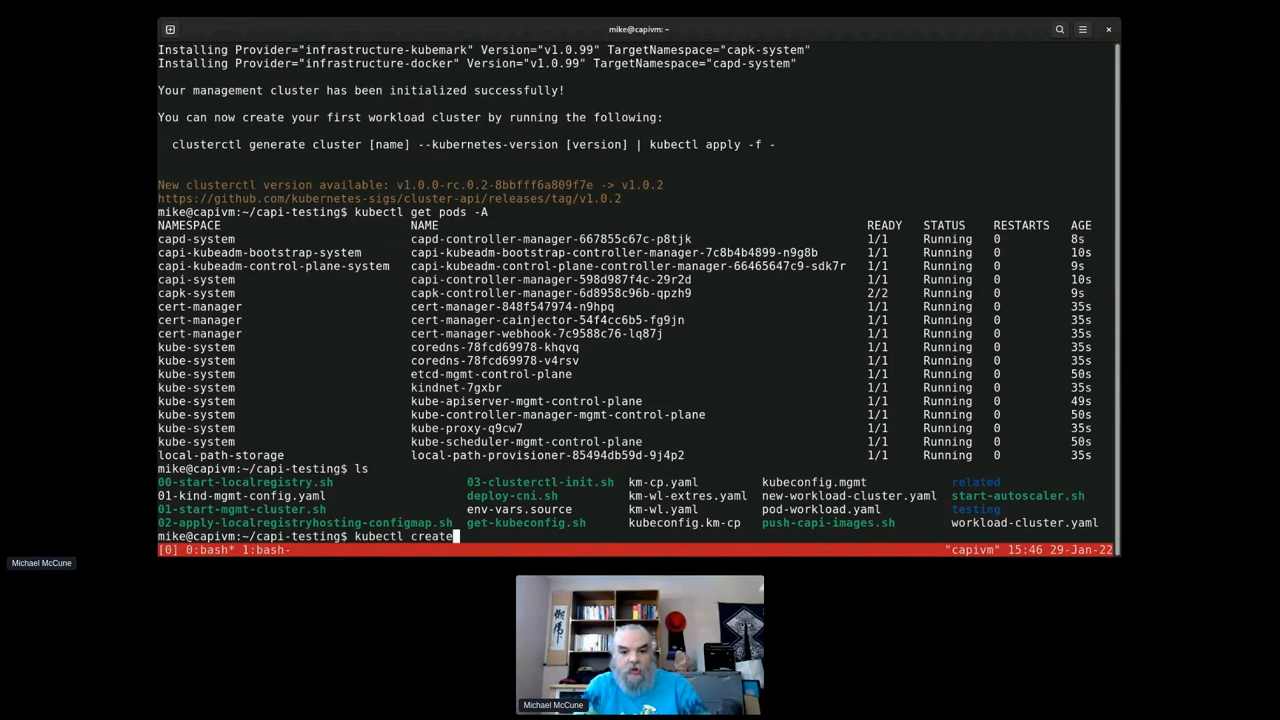 mike@capivm: ~
Installing Provider="infrastructure-kubemark" Version="v1.0.99" TargetNamespace="capk-system"
Installing Provider="infrastructure-docker" Version="v1.0.99" TargetNamespace="capd-system"
Your management cluster has been initialized successfully!
You can now create your first workload cluster by running the following:
clusterctl generate cluster [name] --kubernetes-version [version] | kubectl apply -f -
New clusterctl version available: v1.0.0-rc.0.2-8bbfff6a809f7e -> v1.0.2
https://github.com/kubernetes-sigs/cluster-api/releases/tag/v1.0.2
mike@capivm:~/capi-testing$ kubectl get pods -A
NAMESPACE NAME READY STATUS RESTARTS AGE
capd-system capd-controller-manager-667855c67c-p8tjk 1/1 Running 0 8s
capi-kubeadm-bootstrap-system capi-kubeadm-bootstrap-controller-manager-7c8b4b4899-n9g8b 1/1 Running 0 10s
capi-kubeadm-control-plane-system capi-kubeadm-control-plane-controller-manager-66465647c9-sdk7r 1/1 Running 0 9s
capi-system capi-controller-manager-598d987f4c-29r2d 1/1 Running 0 10s
capk-system capk-controller-manager-6d8958c96b-qpzh9 2/2 Running 0 9s
cert-manager cert-manager-848f547974-n9hpq 1/1 Running 0 35s
cert-manager cert-manager-cainjector-54f4cc6b5-fg9jn 1/1 Running 0 35s
cert-manager cert-manager-webhook-7c9588c76-lq87j 1/1 Running 0 35s
kube-system coredns-78fcd69978-khqvq 1/1 Running 0 35s
kube-system coredns-78fcd69978-v4rsv 1/1 Running 0 35s
kube-system etcd-mgmt-control-plane 1/1 Running 0 50s
kube-system kindnet-7gxbr 1/1 Running 0 35s
kube-system kube-apiserver-mgmt-control-plane 1/1 Running 0 49s
kube-system kube-controller-manager-mgmt-control-plane 1/1 Running 0 50s
kube-system kube-proxy-q9cw7 1/1 Running 0 35s
kube-system kube-scheduler-mgmt-control-plane 1/1 Running 0 50s
local-path-storage local-path-provisioner-85494db59d-9j4p2 1/1 Running 0 35s
mike@capivm:~/capi-testing$ ls
00-start-localregistry.sh 03-clusterctl-init.sh km-cp.yaml kubeconfig.mgmt related
01-kind-mgmt-config.yaml deploy-cni.sh km-wl-extres.yaml new-workload-cluster.yaml start-autoscaler.sh
01-start-mgmt-cluster.sh env-vars.source km-wl.yaml pod-workload.yaml testing
02-apply-localregistryhosting-configmap.sh get-kubeconfig.sh kubeconfig.km-cp push-capi-images.sh workload-cluster.yaml
mike@capivm:~/capi-testing$ kubectl create
[0] 0:bash* 1:bash- "capivm" 15:46 29-Jan-22
Michael McCune
Michael McCune